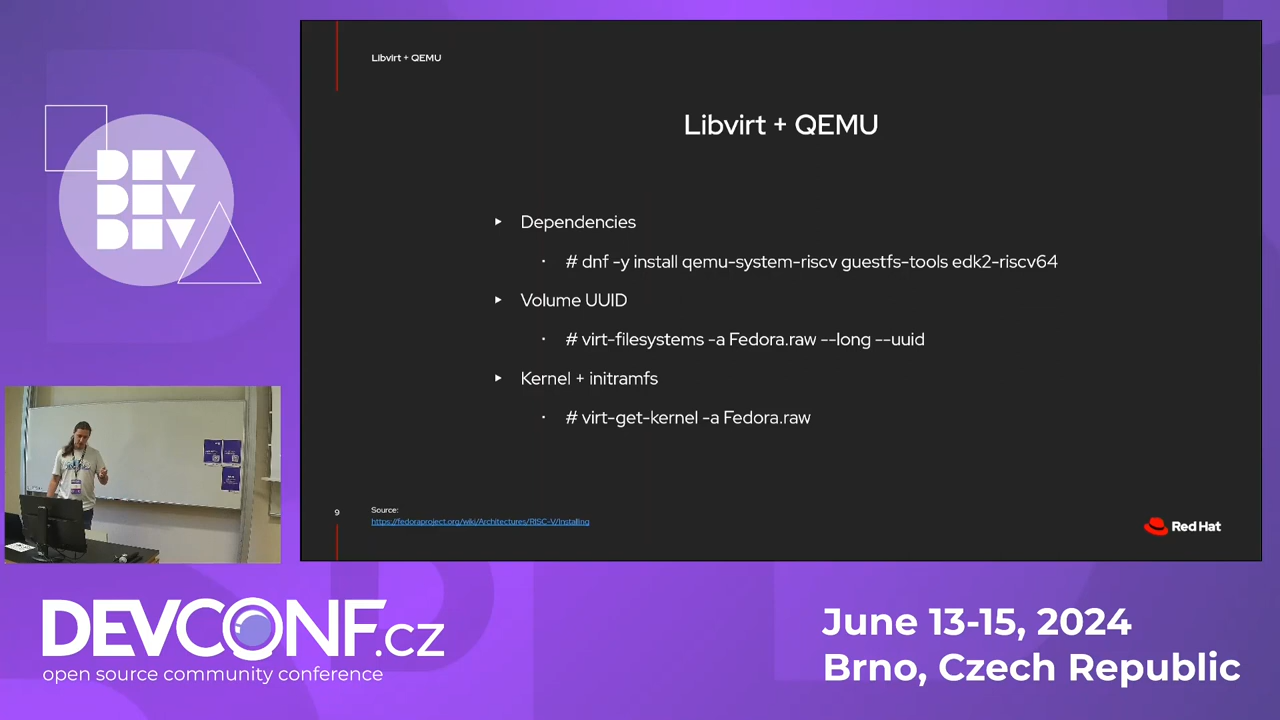 DEV
DEV
DEV
Libvirt + QEMU
Libvirt + QEMU
Dependencies
# dnf -y install qemu-system-riscv guestfs-tools edk2-riscv64
Volume UUID
# virt-filesystems -a Fedora.raw --long --uuid
Kernel + initramfs
# virt-get-kernel -a Fedora.raw
9
Source:
https://fedoraproject.org/wiki/Architectures/RISC-V/Installing
Red Hat
DEVCONF.cz
open source community conference
June 13-15, 2024
Brno, Czech Republic